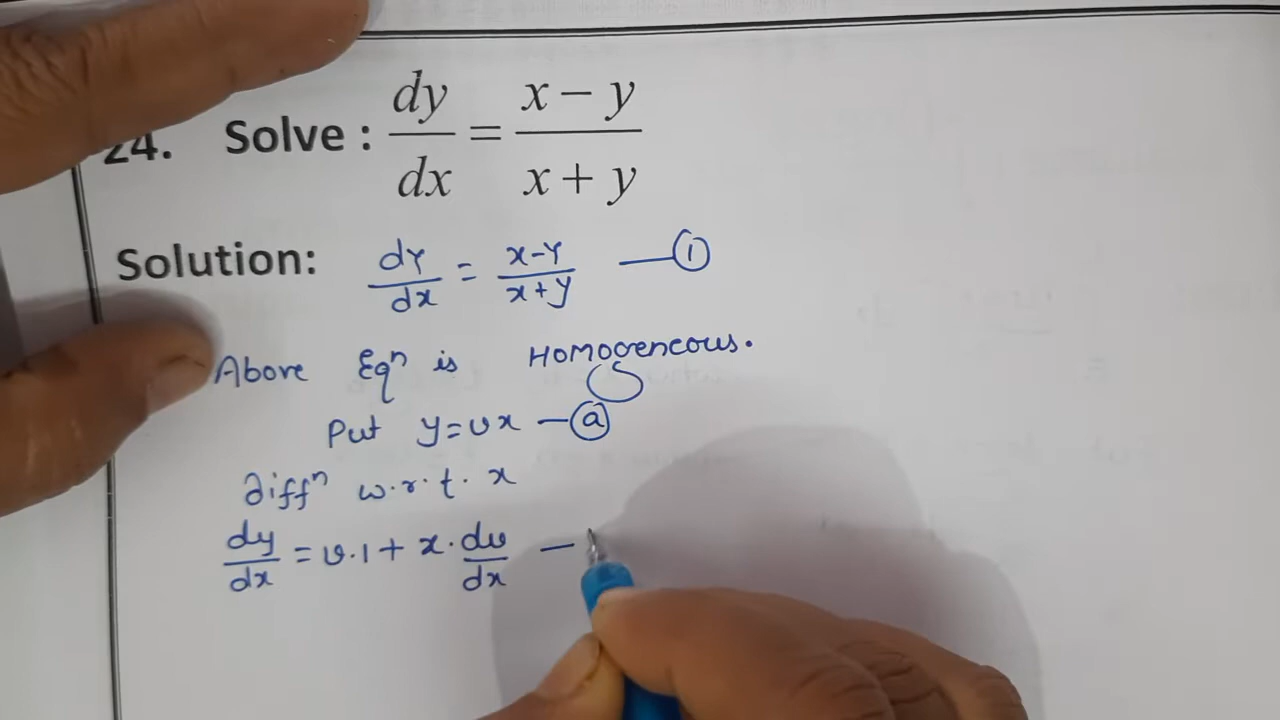 24. Solve : dy/dx = x − y / x + y
Solution: dy/dx = x-y / x+y —①
Above Eqⁿ is Homogeneous.
Put y=vx —ⓐ
diffⁿ w.r.t. x
dy/dx = v.1 + x. dv/dx —